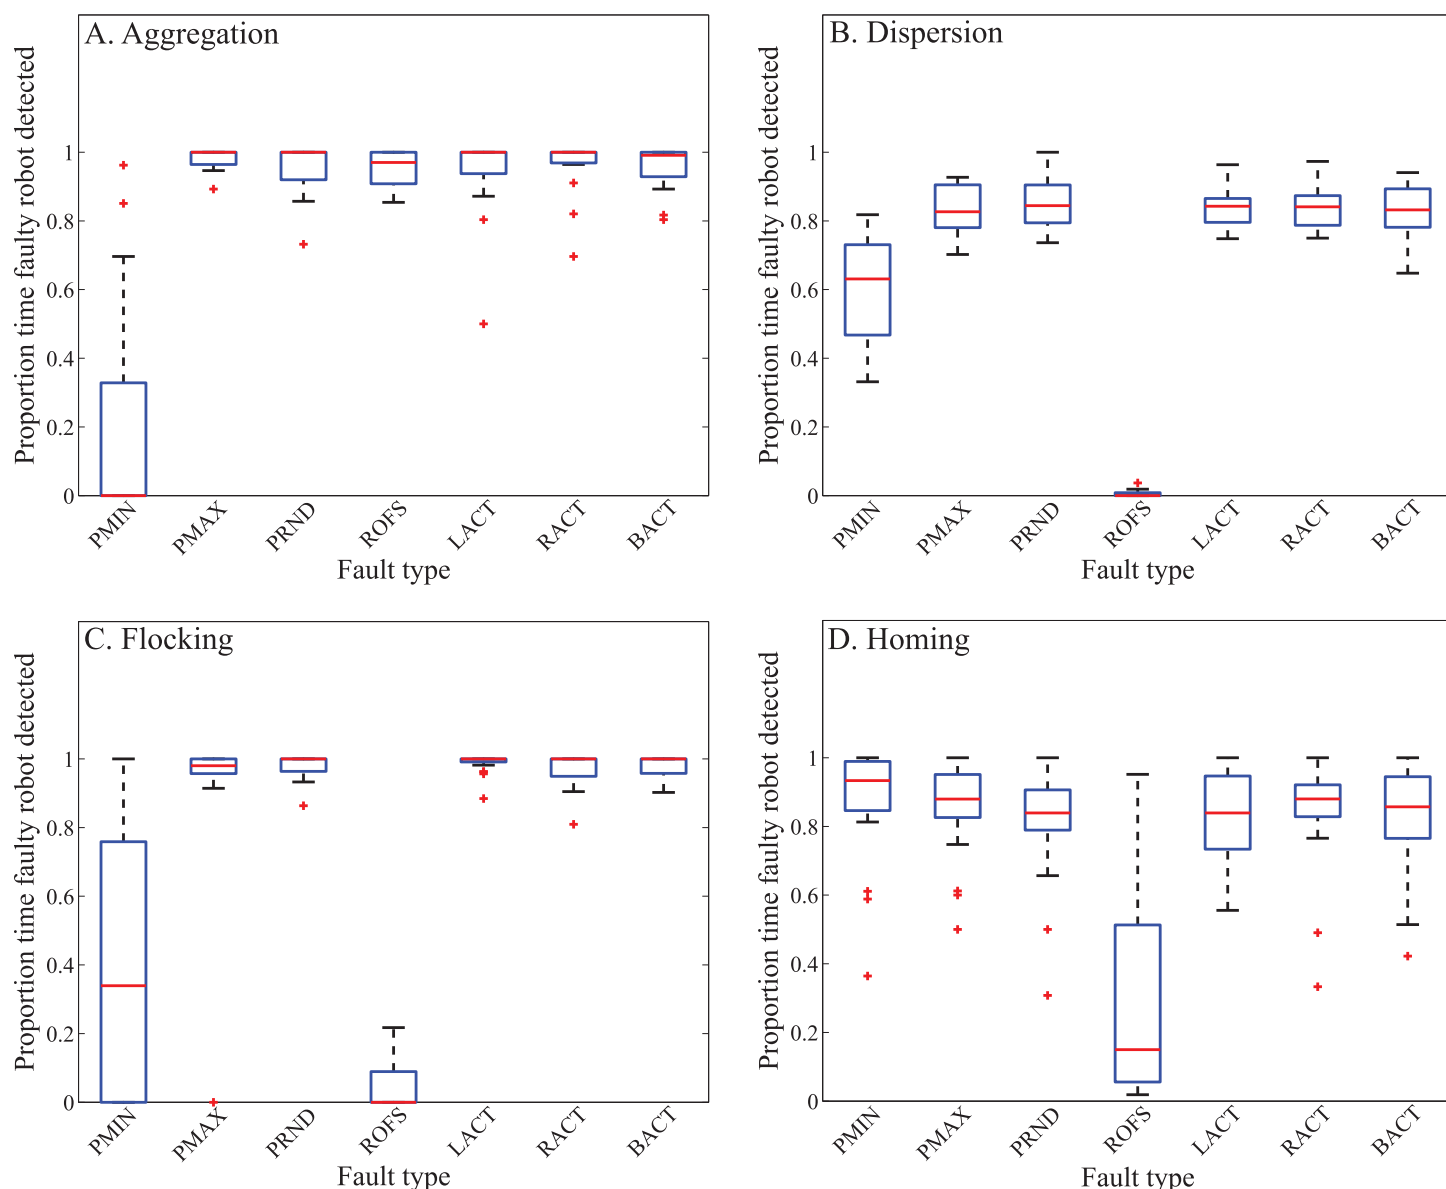 A. Aggregation
Proportion time faulty robot detected
1
0.8
0.6
0.4
0.2
0
PMIN PMAX PRND ROFS LACT RACT BACT
Fault type
B. Dispersion
Proportion time faulty robot detected
1
0.8
0.6
0.4
0.2
0
PMIN PMAX PRND ROFS LACT RACT BACT
Fault type
C. Flocking
Proportion time faulty robot detected
1
0.8
0.6
0.4
0.2
0
PMIN PMAX PRND ROFS LACT RACT BACT
Fault type
D. Homing
Proportion time faulty robot detected
1
0.8
0.6
0.4
0.2
0
PMIN PMAX PRND ROFS LACT RACT BACT
Fault type